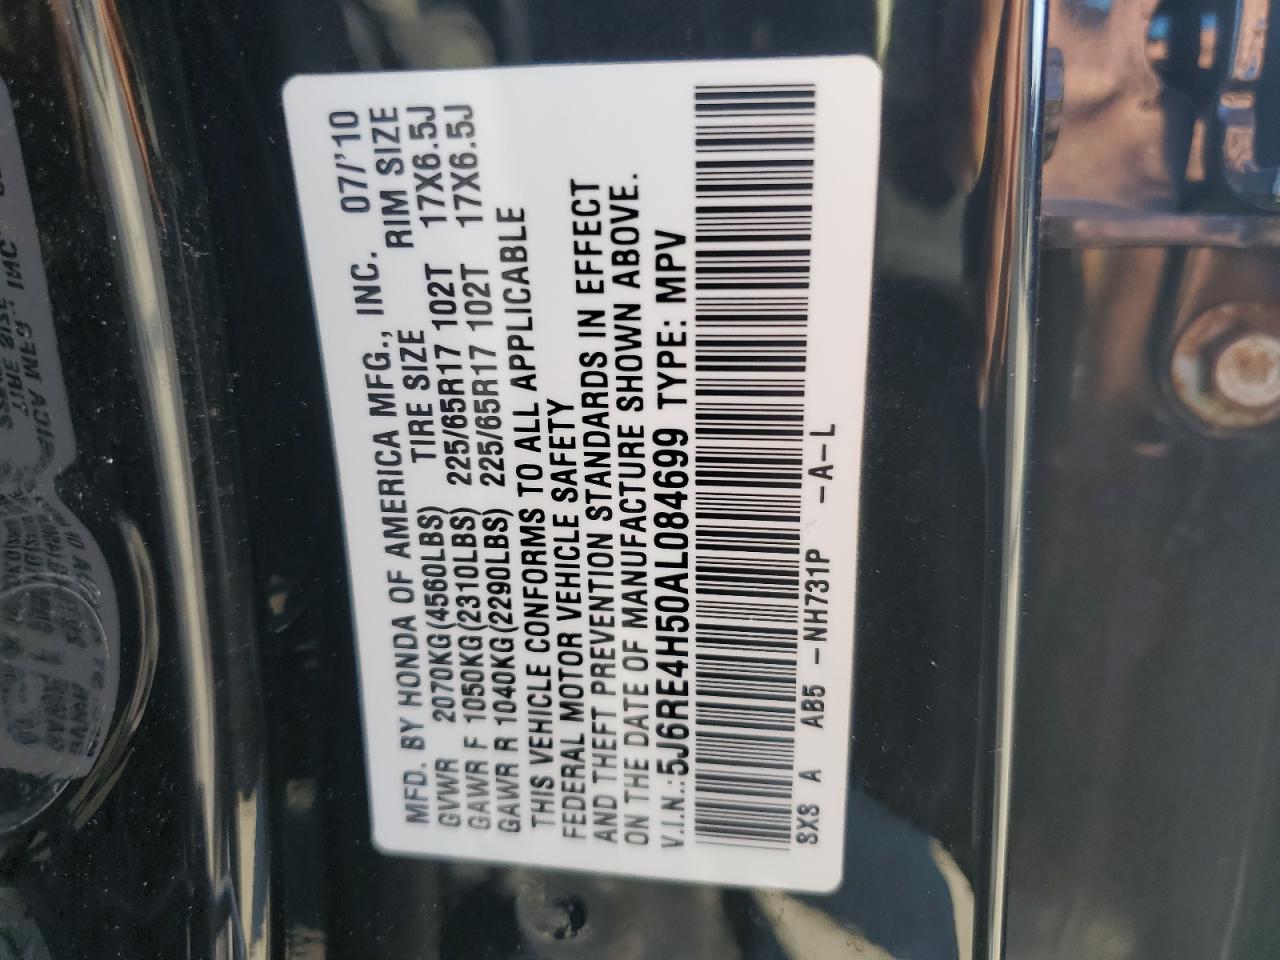 MFD. BY HONDA OF AMERICA MFG., INC. 07/'10
GVWR 2070KG(4560LBS) TIRE SIZE RIM SIZE
GAWR F 1050KG(2310LBS) 225/65R17 102T 17X6.5J
GAWR R 1040KG(2290LBS) 225/65R17 102T 17X6.5J
THIS VEHICLE CONFORMS TO ALL APPLICABLE
FEDERAL MOTOR VEHICLE SAFETY
AND THEFT PREVENTION STANDARDS IN EFFECT
ON THE DATE OF MANUFACTURE SHOWN ABOVE.
V.I.N.:5J6RE4H50AL084699 TYPE: MPV
SXS A AB5 -NH731P -A-L